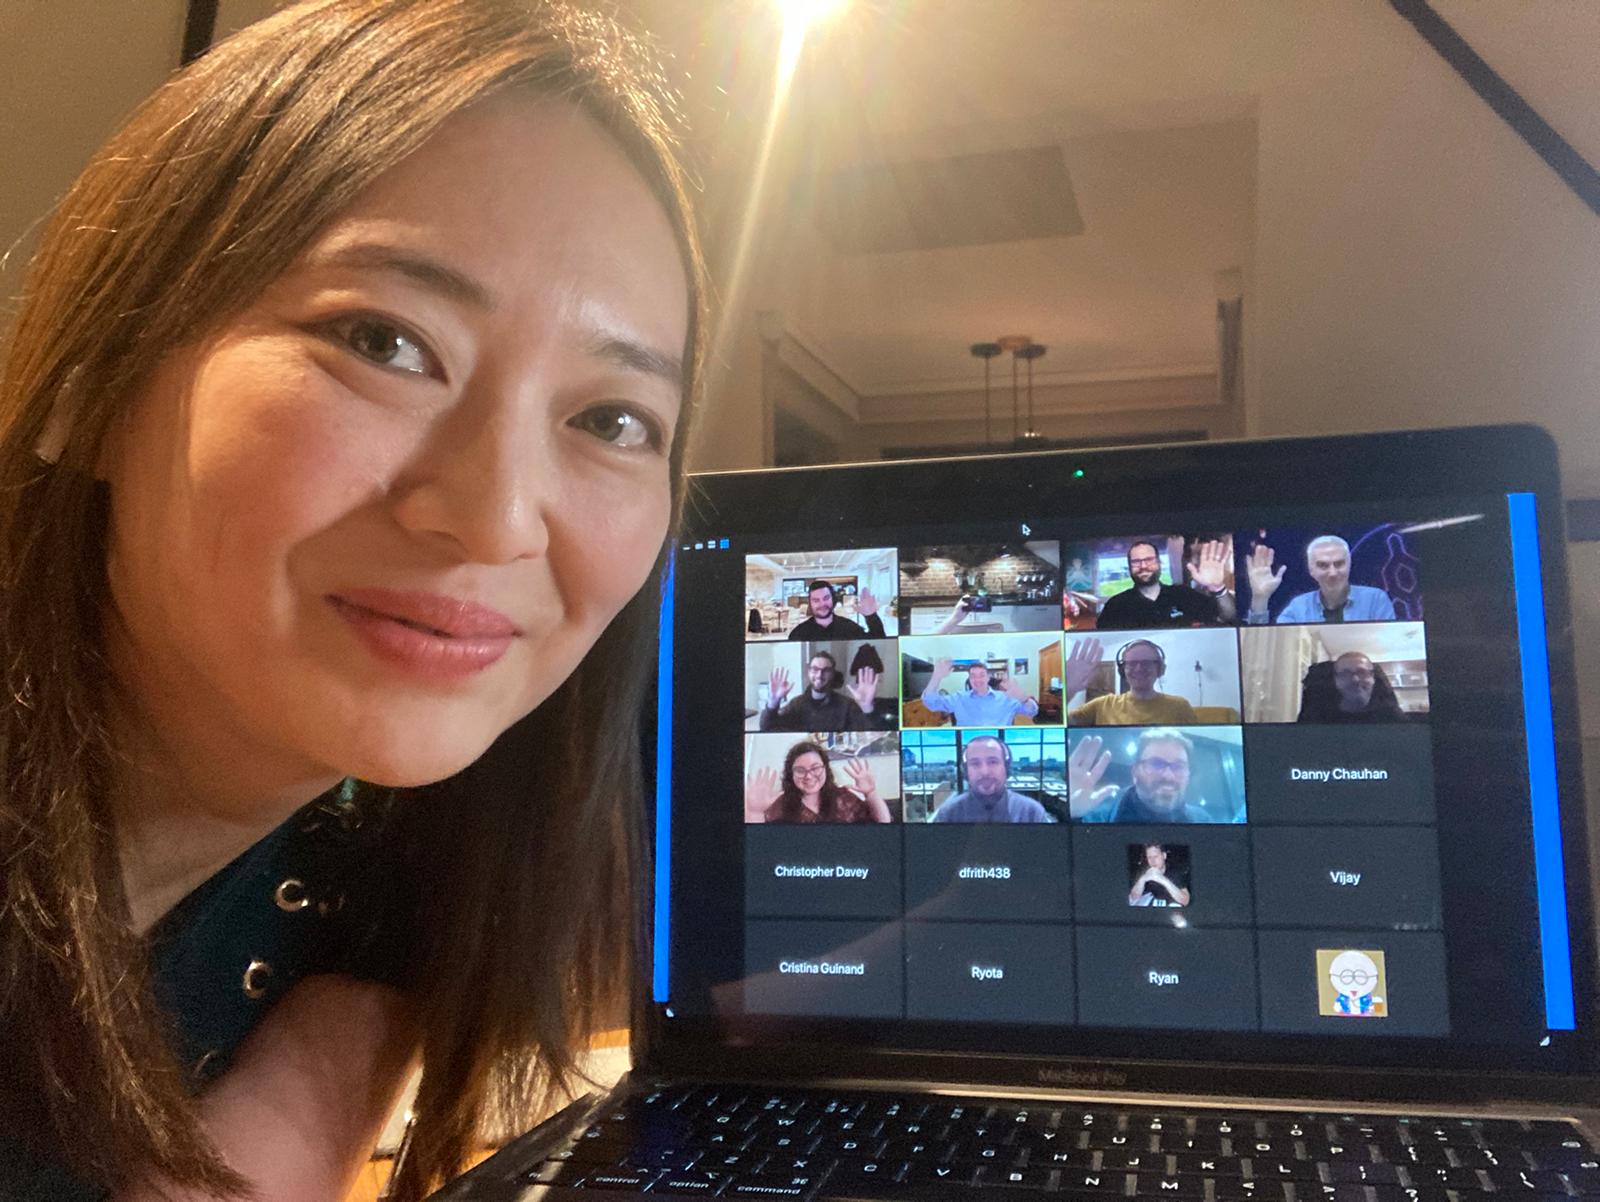 Danny Chauhan
Christopher Davey
dfrith438
Vijay
Cristina Guinand
Ryota
Ryan
MacBook Pro
Q W E R T Y U I O P
A S D F G H J K L
Z X C V B N M
control option command